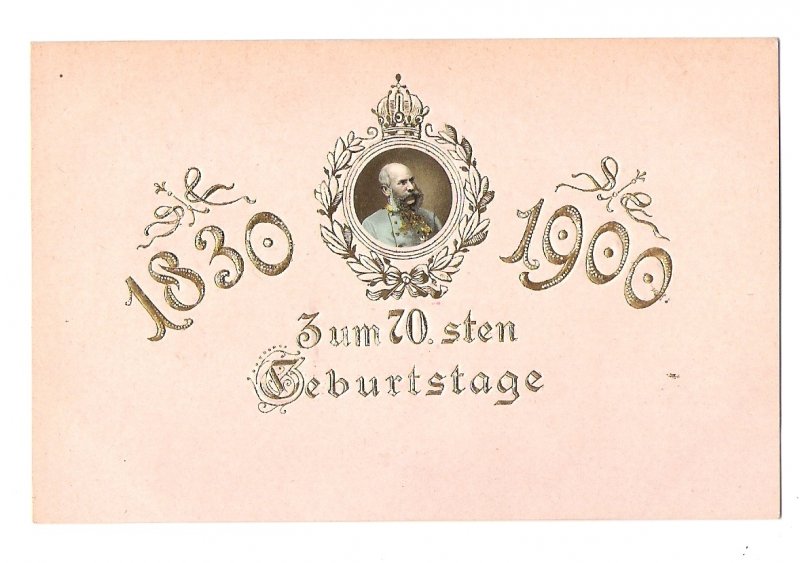 1830 1900
Zum 70. sten
Geburtstage